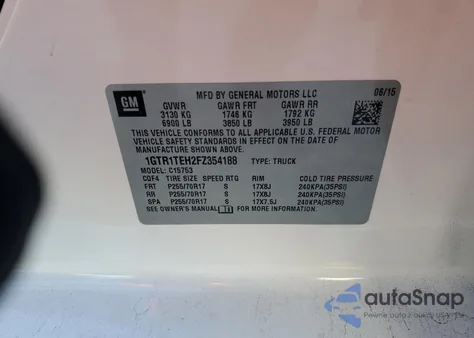 GM
MFD BY GENERAL MOTORS LLC 06/15
GVWR GAWR FRT GAWR RR
3130 KG 1746 KG 1792 KG
6900 LB 3850 LB 3950 LB
THIS VEHICLE CONFORMS TO ALL APPLICABLE U.S. FEDERAL MOTOR
VEHICLE SAFETY STANDARDS IN EFFECT ON THE DATE OF
MANUFACTURE SHOWN ABOVE.
1GTR1TEH2FZ354188 TYPE: TRUCK
MODEL: C15753
CQF4 TIRE SIZE SPEED RTG RIM COLD TIRE PRESSURE
FRT P255/70R17 S 17X8J 240KPA(35PSI)
RR P255/70R17 S 17X8J 240KPA(35PSI)
SPA P255/70R17 S 17X7.5J 240KPA(35PSI)
SEE OWNER'S MANUAL FOR MORE INFORMATION.
autaSnap